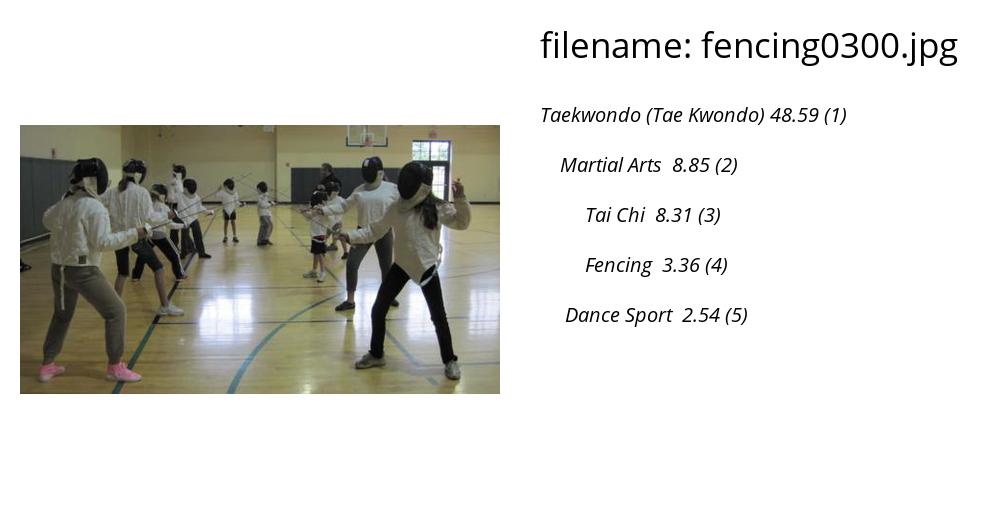 filename: fencing0300.jpg
Taekwondo (Tae Kwondo) 48.59 (1)
Martial Arts 8.85 (2)
Tai Chi 8.31 (3)
Fencing 3.36 (4)
Dance Sport 2.54 (5)